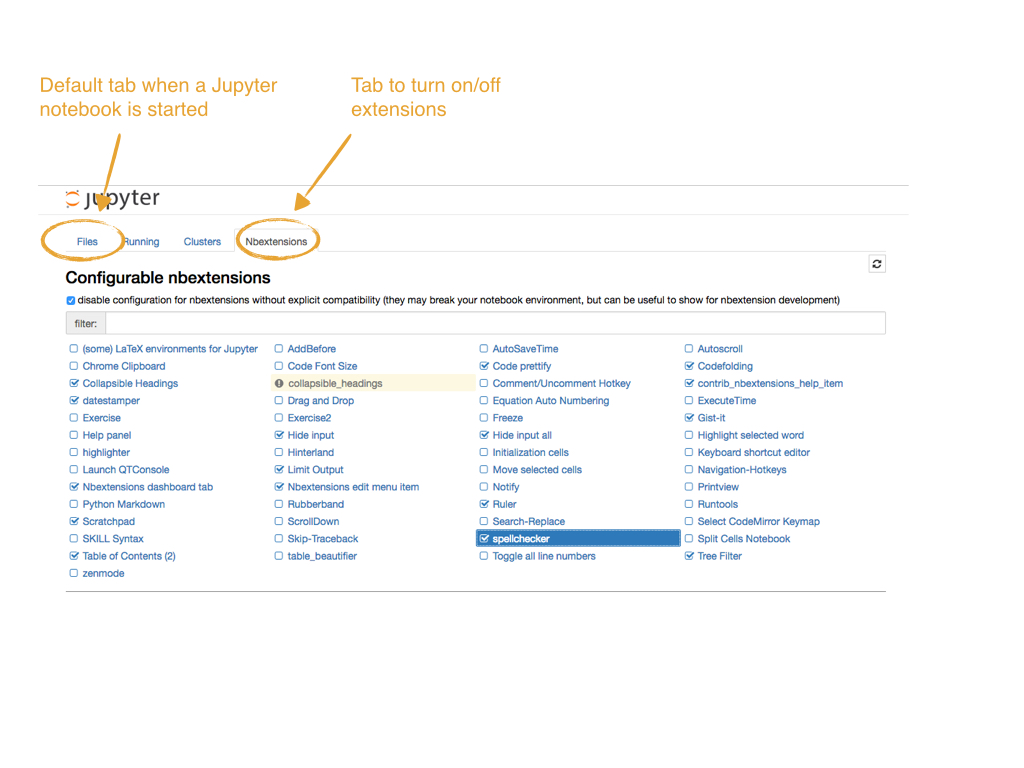 Default tab when a Jupyter
notebook is started
Tab to turn on/off
extensions
jupyter
Files Running Clusters Nbextensions
Configurable nbextensions
disable configuration for nbextensions without explicit compatibility (they may break your notebook environment, but can be useful to show for nbextension development)
filter:
(some) LaTeX environments for Jupyter AddBefore AutoSaveTime Autoscroll
Chrome Clipboard Code Font Size Code prettify Codefolding
Collapsible Headings collapsible_headings Comment/Uncomment Hotkey contrib_nbextensions_help_item
datestamper Drag and Drop Equation Auto Numbering ExecuteTime
Exercise Exercise2 Freeze Gist-it
Help panel Hide input Hide input all Highlight selected word
highlighter Hinterland Initialization cells Keyboard shortcut editor
Launch QTConsole Limit Output Move selected cells Navigation-Hotkeys
Nbextensions dashboard tab Nbextensions edit menu item Notify Printview
Python Markdown Rubberband Ruler Runtools
Scratchpad ScrollDown Search-Replace Select CodeMirror Keymap
SKILL Syntax Skip-Traceback spellchecker Split Cells Notebook
Table of Contents (2) table_beautifier Toggle all line numbers Tree Filter
zenmode